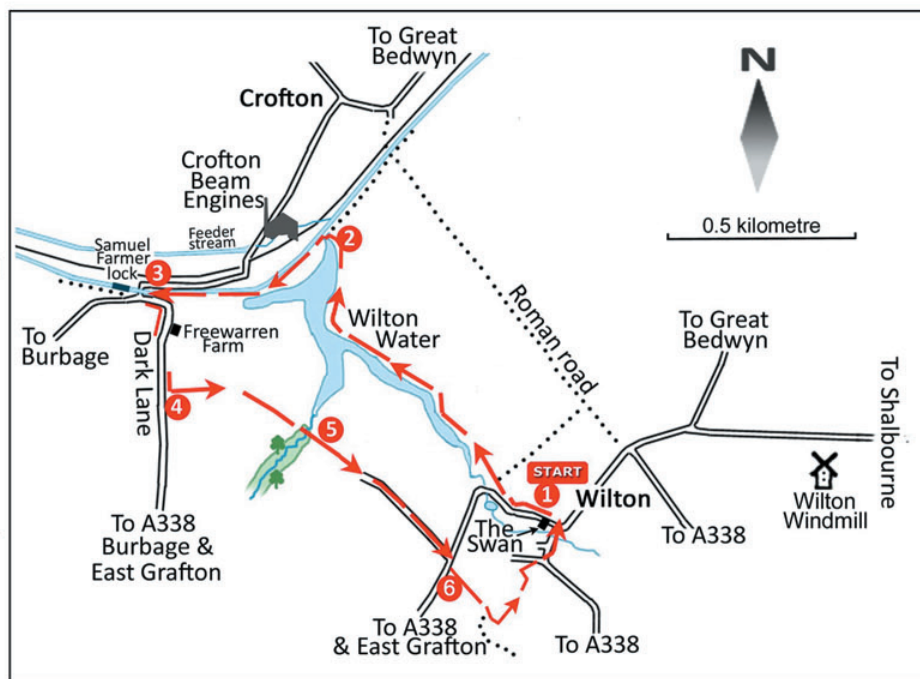 To Great
Bedwyn
Crofton
N
Crofton
Beam
Engines
0.5 kilometre
Feeder
stream
Samuel
Farmer
lock
2
3
Roman road
To
Burbage
Freewarren
Farm
Wilton
Water
To Great
Bedwyn
Dark Lane
To Shalbourne
4
5
START
1
Wilton
Wilton
Windmill
The
Swan
To A338
Burbage &
East Grafton
To A338
6
To A338
& East Grafton
To A338